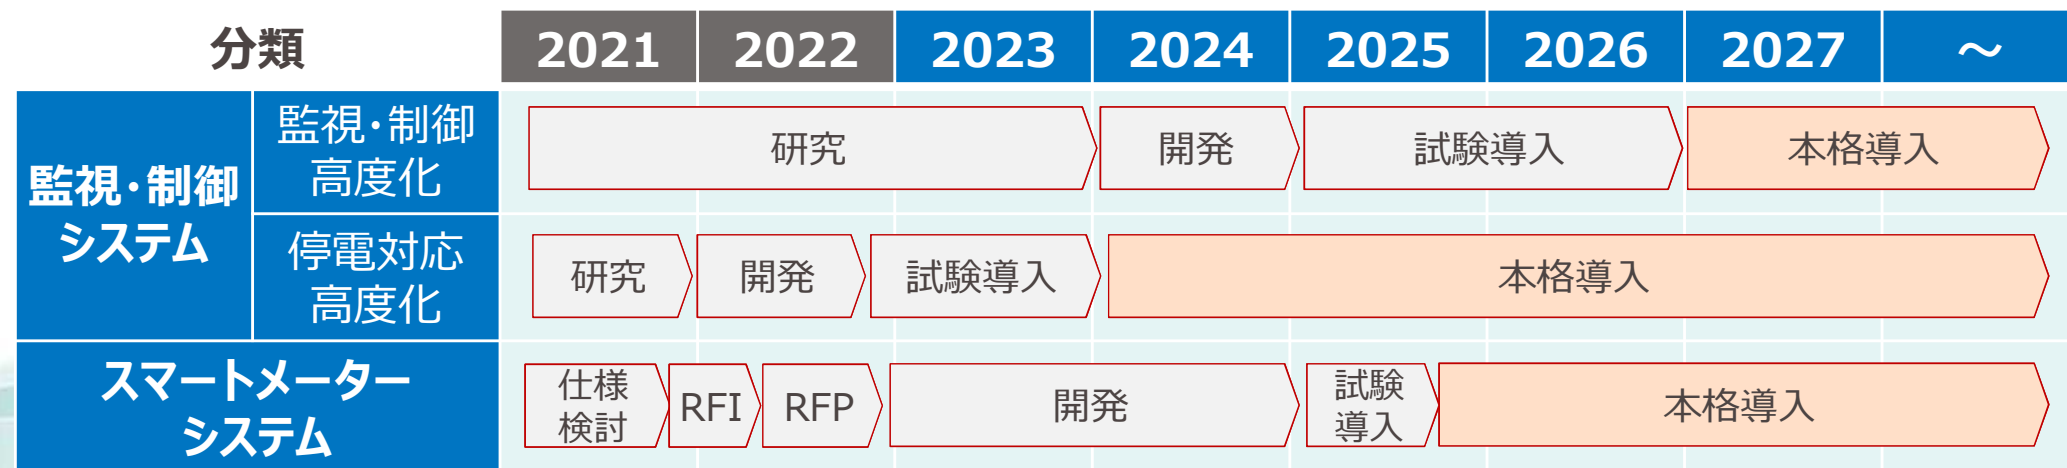 分類 2021 2022 2023 2024 2025 2026 2027 ～
監視・制御
システム
監視・制御
高度化
研究 開発 試験導入 本格導入
停電対応
高度化
研究 開発 試験導入 本格導入
スマートメーター
システム
仕様
検討
RFI RFP 開発
試験
導入
本格導入